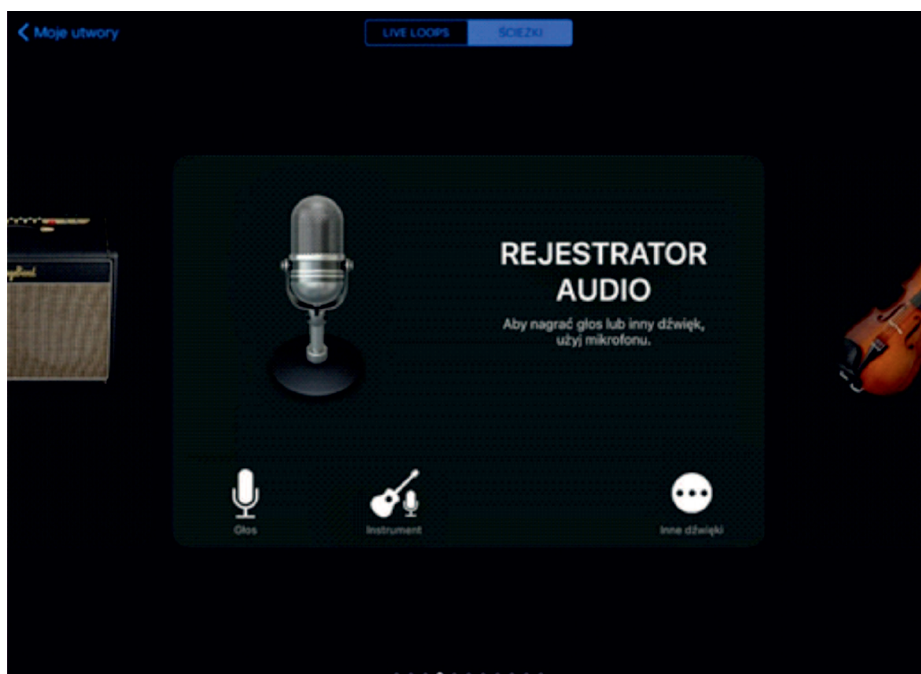 Moje utwory
LIVE LOOPS
ŚCIEŻKI
REJESTRATOR
AUDIO
Aby nagrać głos lub inny dźwięk,
użyj mikrofonu.
Głos
Instrument
Inne dźwięki